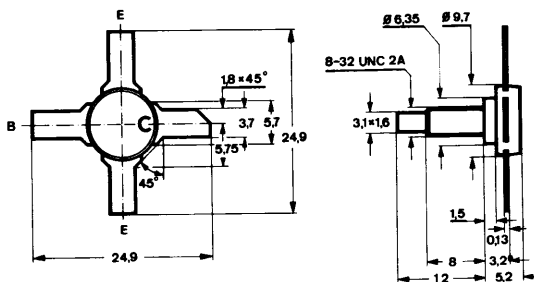 E
Ø 6,35
Ø 9,7
1,8 × 45°
8-32 UNC 2A
B
C
3,7
5,7
24,9
3,1×1,6
5,75
45°
E
1,5
0,13
8
3,2
24,9
12
5,2